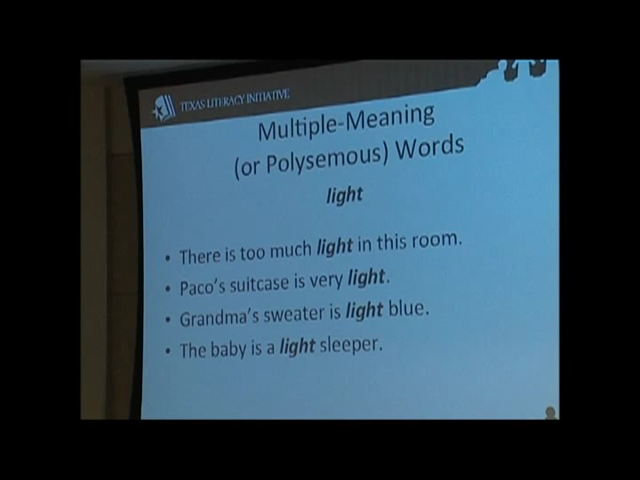 TEXAS LITERACY INITIATIVE
Multiple-Meaning
(or Polysemous) Words
light
• There is too much light in this room.
• Paco's suitcase is very light.
• Grandma's sweater is light blue.
• The baby is a light sleeper.